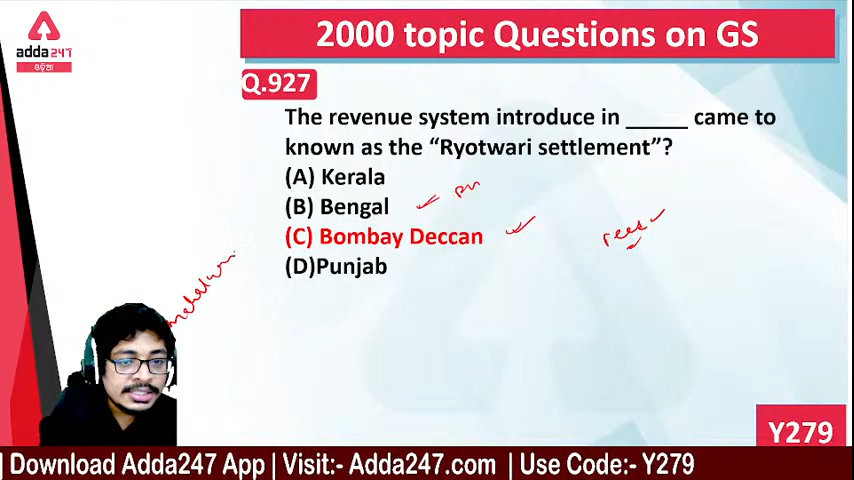 adda247
ଓଡ଼ିଆ
2000 topic Questions on GS
Q.927
The revenue system introduce in _____ came to
known as the “Ryotwari settlement”?
(A) Kerala
(B) Bengal
(C) Bombay Deccan
(D)Punjab
Y279
Download Adda247 App | Visit:- Adda247.com | Use Code:- Y279